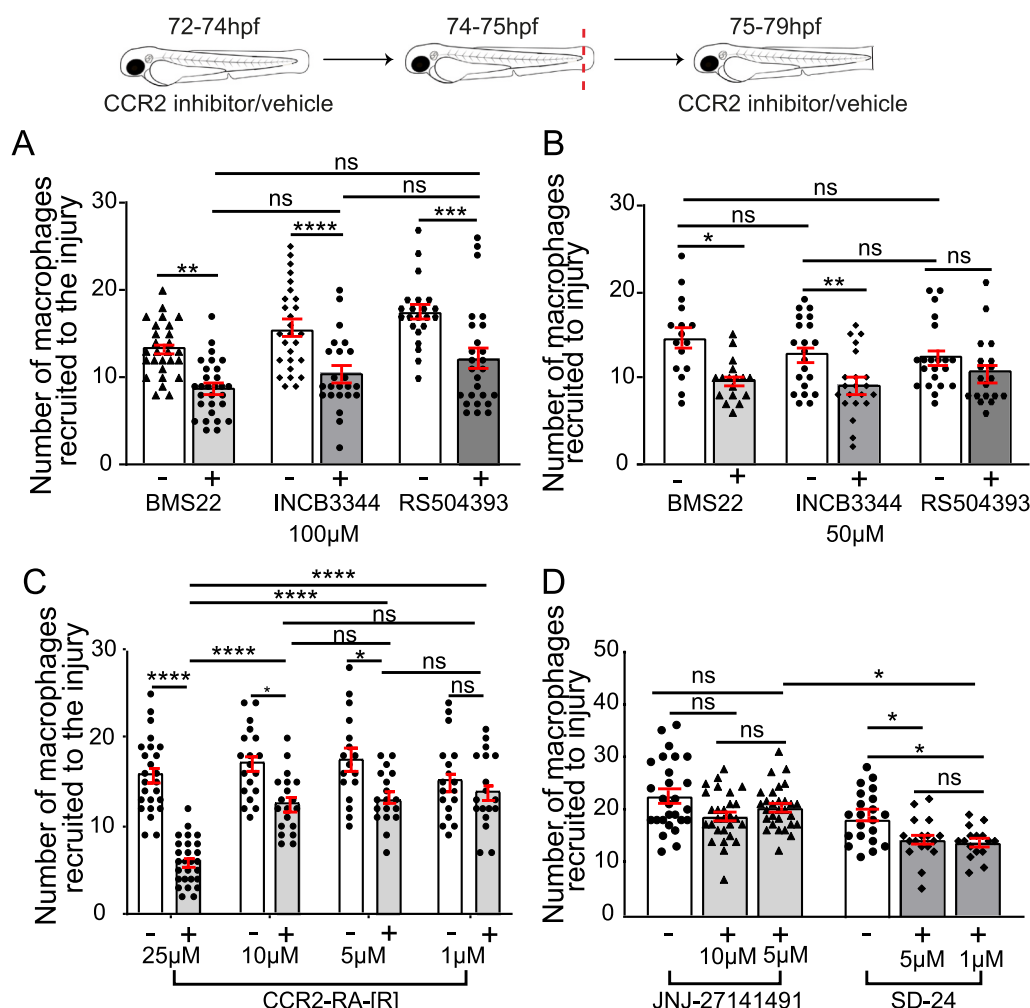 72-74hpf
74-75hpf
75-79hpf
CCR2 inhibitor/vehicle
CCR2 inhibitor/vehicle
A
Number of macrophages
recruited to the injury
30
20
10
0
ns
ns
ns
**
****
***
- + - + - +
BMS22 INCB3344 RS504393
100µM
B
Number of macrophages
recruited to injury
30
20
10
0
ns
ns
ns
ns
*
**
- + - + - +
BMS22 INCB3344 RS504393
50µM
C
Number of macrophages
recruited to the injury
30
20
10
0
****
****
ns
ns
****
*
ns
****
*
ns
- + - + - + - +
25µM 10µM 5µM 1µM
CCR2-RA-[R]
D
Number of macrophages
recruited to injury
50
40
30
20
10
0
ns
*
ns
*
ns
*
ns
- + + - + +
10µM 5µM 5µM 1µM
JNJ-27141491 SD-24